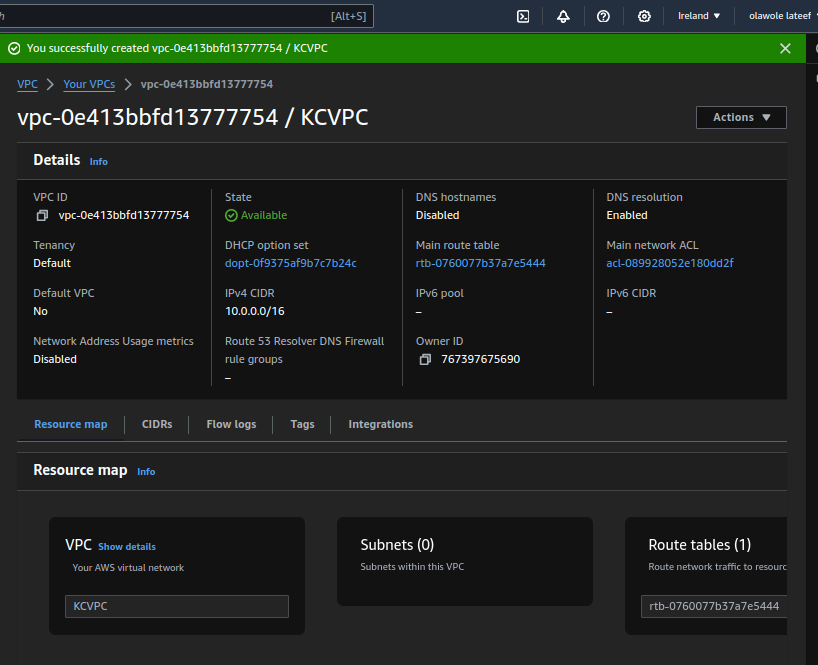 [Alt+S]
Ireland ▼
olawole lateef
You successfully created vpc-0e413bbfd13777754 / KCVPC
VPC > Your VPCs > vpc-0e413bbfd13777754
vpc-0e413bbfd13777754 / KCVPC
Actions ▼
Details Info
VPC ID
vpc-0e413bbfd13777754
State
Available
DNS hostnames
Disabled
DNS resolution
Enabled
Tenancy
Default
DHCP option set
dopt-0f9375af9b7c7b24c
Main route table
rtb-0760077b37a7e5444
Main network ACL
acl-089928052e180dd2f
Default VPC
No
IPv4 CIDR
10.0.0.0/16
IPv6 pool
–
IPv6 CIDR
–
Network Address Usage metrics
Disabled
Route 53 Resolver DNS Firewall
rule groups
–
Owner ID
767397675690
Resource map
CIDRs
Flow logs
Tags
Integrations
Resource map Info
VPC Show details
Your AWS virtual network
KCVPC
Subnets (0)
Subnets within this VPC
Route tables (1)
Route network traffic to resourc
rtb-0760077b37a7e5444